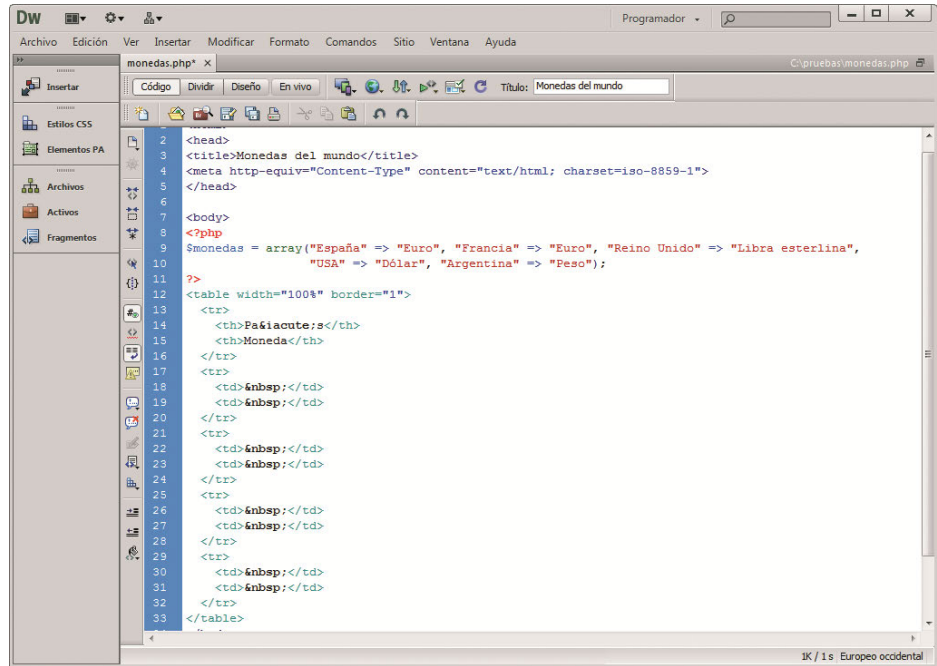 Dw
Programador
Archivo Edición Ver Insertar Modificar Formato Comandos Sitio Ventana Ayuda
monedas.php* x
C:\pruebas\monedas.php
Insertar
Estilos CSS
Elementos PA
Archivos
Activos
Fragmentos
Código Dividir Diseño En vivo Título: Monedas del mundo
2 <head>
3 <title>Monedas del mundo</title>
4 <meta http-equiv="Content-Type" content="text/html; charset=iso-8859-1">
5 </head>
6
7 <body>
8 <?php
9 $monedas = array("España" => "Euro", "Francia" => "Euro", "Reino Unido" => "Libra esterlina",
10 "USA" => "Dólar", "Argentina" => "Peso");
11 ?>
12 <table width="100%" border="1">
13 <tr>
14 <th>Pa&iacute;s</th>
15 <th>Moneda</th>
16 </tr>
17 <tr>
18 <td>&nbsp;</td>
19 <td>&nbsp;</td>
20 </tr>
21 <tr>
22 <td>&nbsp;</td>
23 <td>&nbsp;</td>
24 </tr>
25 <tr>
26 <td>&nbsp;</td>
27 <td>&nbsp;</td>
28 </tr>
29 <tr>
30 <td>&nbsp;</td>
31 <td>&nbsp;</td>
32 </tr>
33 </table>
1K / 1 s Europeo occidental